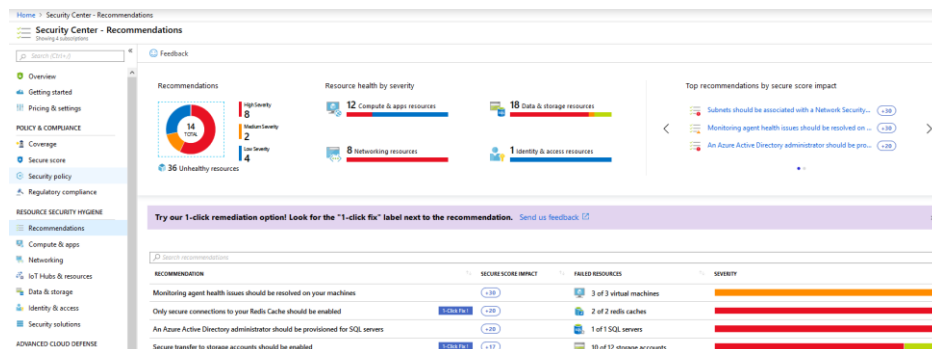 Home > Security Center - Recommendations
Security Center - Recommendations
Showing 4 subscriptions
Search (Ctrl+/)
«
Overview
Getting started
Pricing & settings
POLICY & COMPLIANCE
Coverage
Secure score
Security policy
Regulatory compliance
RESOURCE SECURITY HYGIENE
Recommendations
Compute & apps
Networking
IoT Hubs & resources
Data & storage
Identity & access
Security solutions
ADVANCED CLOUD DEFENSE
Feedback
Recommendations
14
TOTAL
High Severity
8
Medium Severity
2
Low Severity
4
36 Unhealthy resources
Resource health by severity
12 Compute & apps resources
18 Data & storage resources
8 Networking resources
1 Identity & access resources
Top recommendations by secure score impact
Subnets should be associated with a Network Security... +30
Monitoring agent health issues should be resolved on ... +30
An Azure Active Directory administrator should be pro... +20
Try our 1-click remediation option! Look for the "1-click fix" label next to the recommendation. Send us feedback
Search recommendations
RECOMMENDATION SECURE SCORE IMPACT FAILED RESOURCES SEVERITY
Monitoring agent health issues should be resolved on your machines +30 3 of 3 virtual machines
Only secure connections to your Redis Cache should be enabled 1-Click Fix ! +20 2 of 2 redis caches
An Azure Active Directory administrator should be provisioned for SQL servers +20 1 of 1 SQL servers
Secure transfer to storage accounts should be enabled 1-Click Fix ! +17 10 of 12 storage accounts